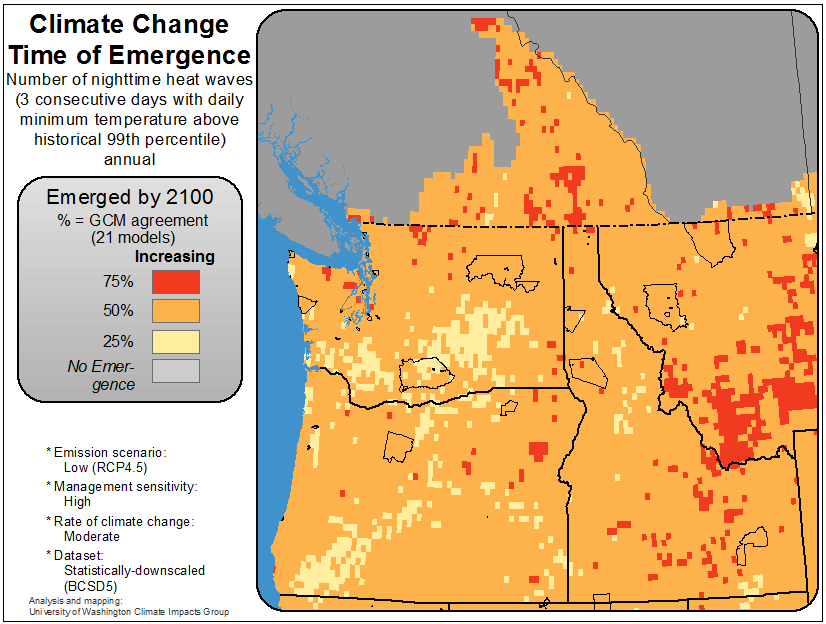 Climate Change
Time of Emergence
Number of nighttime heat waves
(3 consecutive days with daily
minimum temperature above
historical 99th percentile)
annual
Emerged by 2100
% = GCM agreement
(21 models)
Increasing
75%
50%
25%
No Emer-
gence
* Emission scenario:
Low (RCP4.5)
* Management sensitivity:
High
* Rate of climate change:
Moderate
* Dataset:
Statistically-downscaled
(BCSD5)
Analysis and mapping:
University of Washington Climate Impacts Group